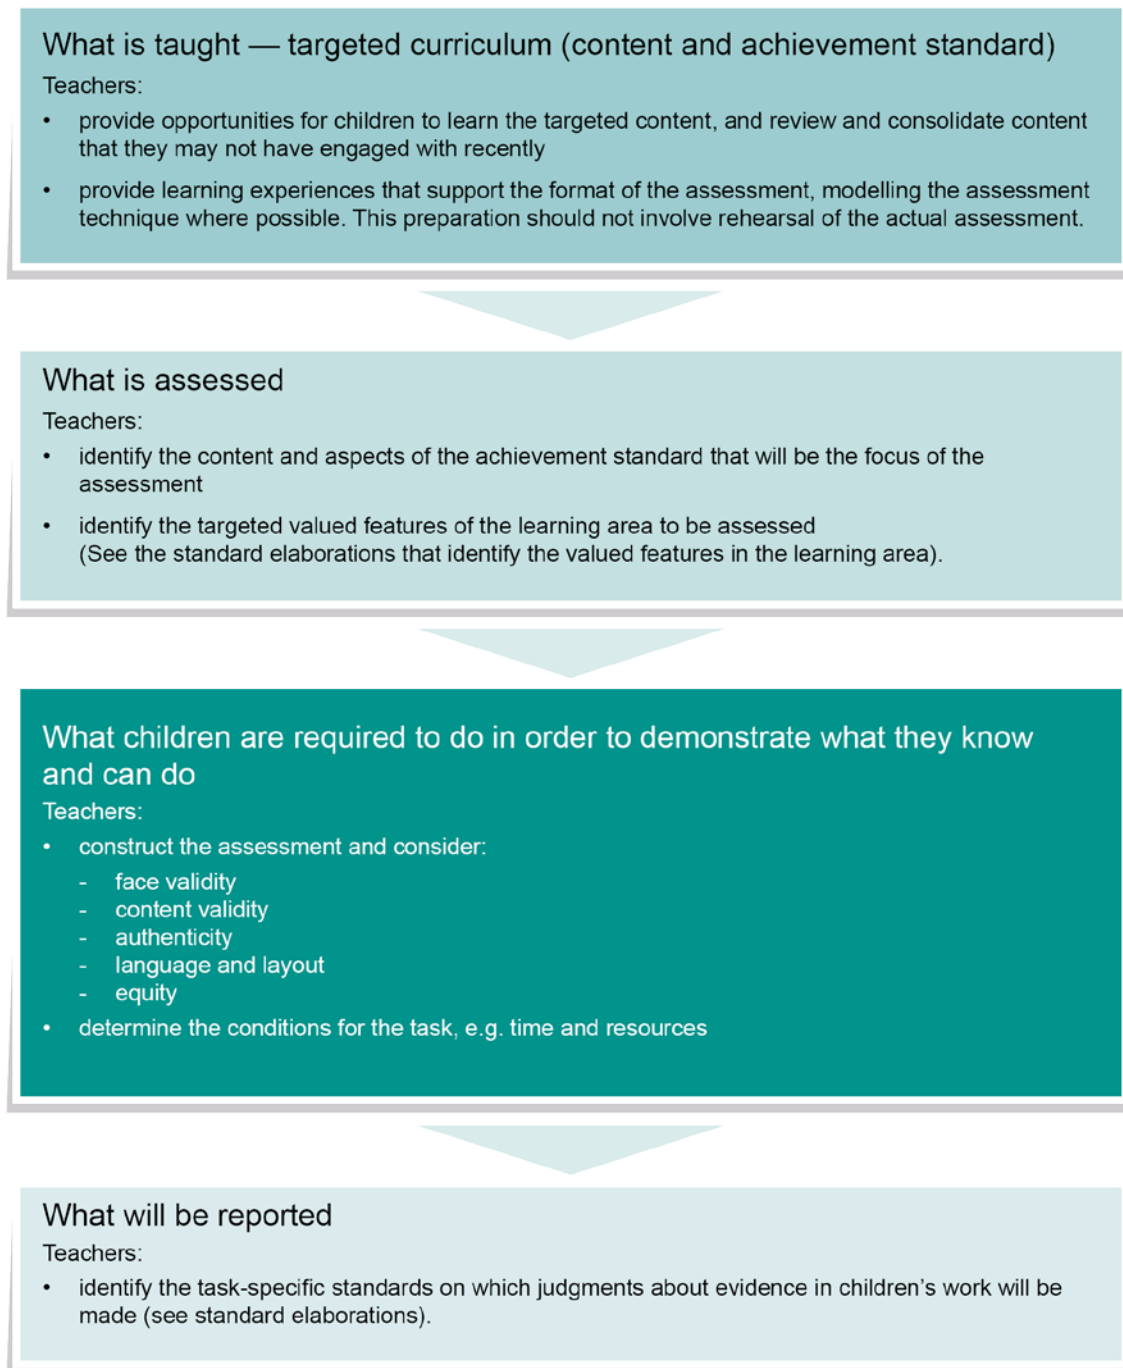 What is taught — targeted curriculum (content and achievement standard)
Teachers:
• provide opportunities for children to learn the targeted content, and review and consolidate content
that they may not have engaged with recently
• provide learning experiences that support the format of the assessment, modelling the assessment
technique where possible. This preparation should not involve rehearsal of the actual assessment.
What is assessed
Teachers:
• identify the content and aspects of the achievement standard that will be the focus of the
assessment
• identify the targeted valued features of the learning area to be assessed
(See the standard elaborations that identify the valued features in the learning area).
What children are required to do in order to demonstrate what they know
and can do
Teachers:
• construct the assessment and consider:
- face validity
- content validity
- authenticity
- language and layout
- equity
• determine the conditions for the task, e.g. time and resources
What will be reported
Teachers:
• identify the task-specific standards on which judgments about evidence in children’s work will be
made (see standard elaborations).